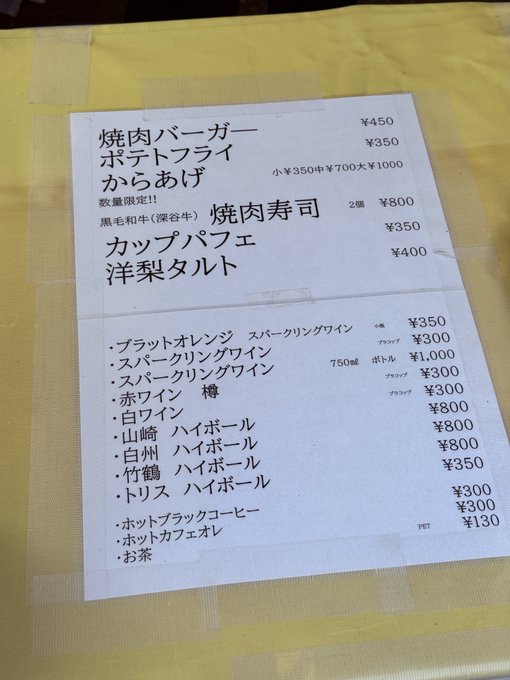 焼肉バーガー ¥450
ポテトフライ ¥350
からあげ 小¥350中¥700大¥1000
数量限定!!
黒毛和牛(深谷牛) 焼肉寿司 2個 ¥800
カップパフェ ¥350
洋梨タルト ¥400
・ブラットオレンジ スパークリングワイン 小瓶 ¥350
・スパークリングワイン プラコップ ¥300
・スパークリングワイン 750㎖ ボトル ¥1,000
・赤ワイン 樽 プラコップ ¥300
・白ワイン プラコップ ¥300
・山崎 ハイボール ¥800
・白州 ハイボール ¥800
・竹鶴 ハイボール ¥800
・トリス ハイボール ¥350
・ホットブラックコーヒー ¥300
・ホットカフェオレ ¥300
・お茶 PET ¥130